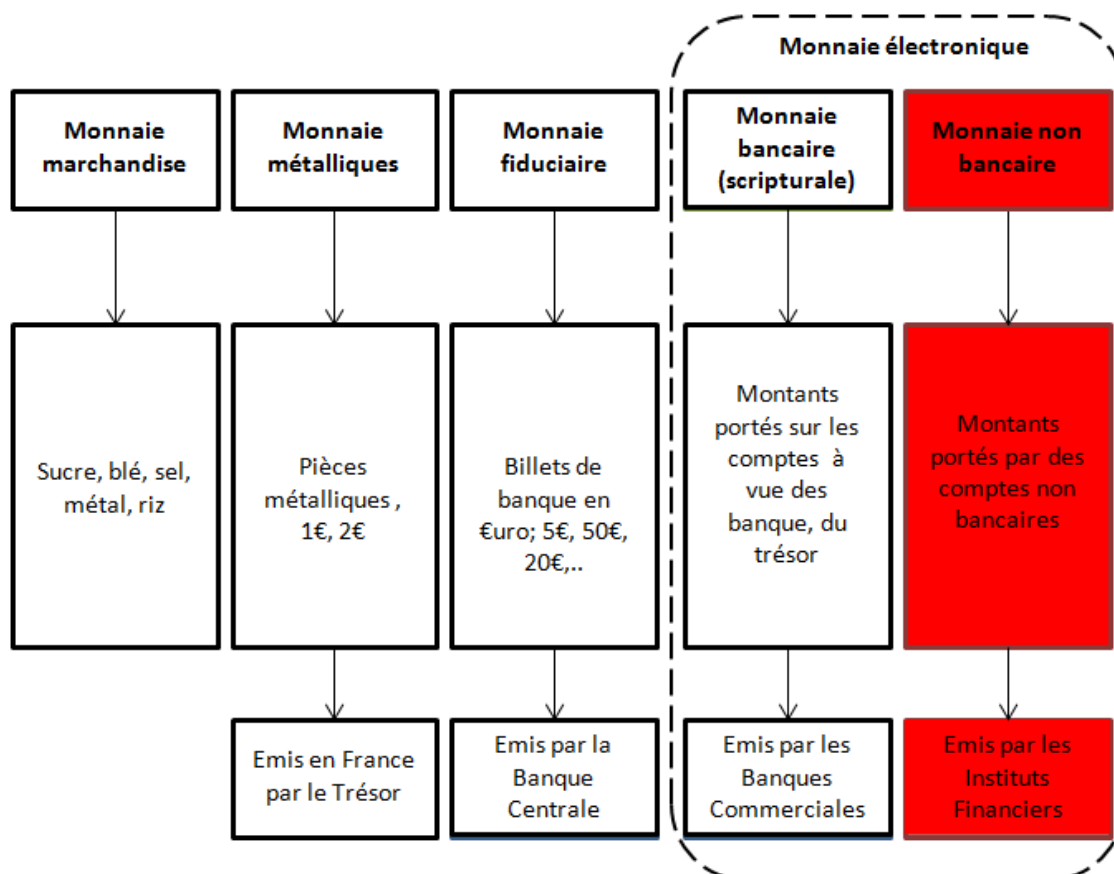 Monnaie électronique
Monnaie
marchandise
Monnaie
métalliques
Monnaie
fiduciaire
Monnaie
bancaire
(scripturale)
Monnaie non
bancaire
Sucre, blé, sel,
métal, riz
Pièces
métalliques ,
1€, 2€
Billets de
banque en
€uro; 5€, 50€,
20€,..
Montants
portés sur les
comptes à
vue des
banque, du
trésor
Montants
portés par des
comptes non
bancaires
Emis en France
par le Trésor
Emis par la
Banque
Centrale
Emis par les
Banques
Commerciales
Emis par les
Instituts
Financiers